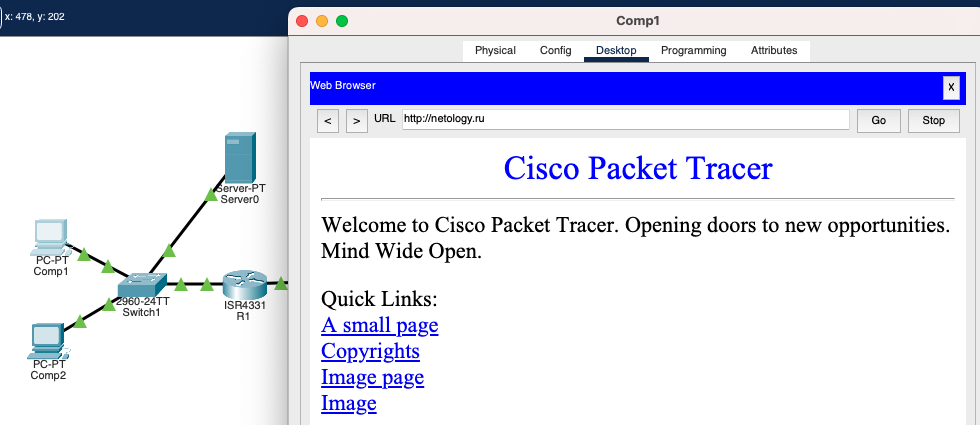 x: 478, y: 202
Comp1
Physical Config Desktop Programming Attributes
Web Browser
X
< > URL http://netology.ru Go Stop
Cisco Packet Tracer
Welcome to Cisco Packet Tracer. Opening doors to new opportunities.
Mind Wide Open.
Quick Links:
A small page
Copyrights
Image page
Image
Server-PT
Server0
PC-PT
Comp1
2960-24TT
Switch1
ISR4331
R1
PC-PT
Comp2